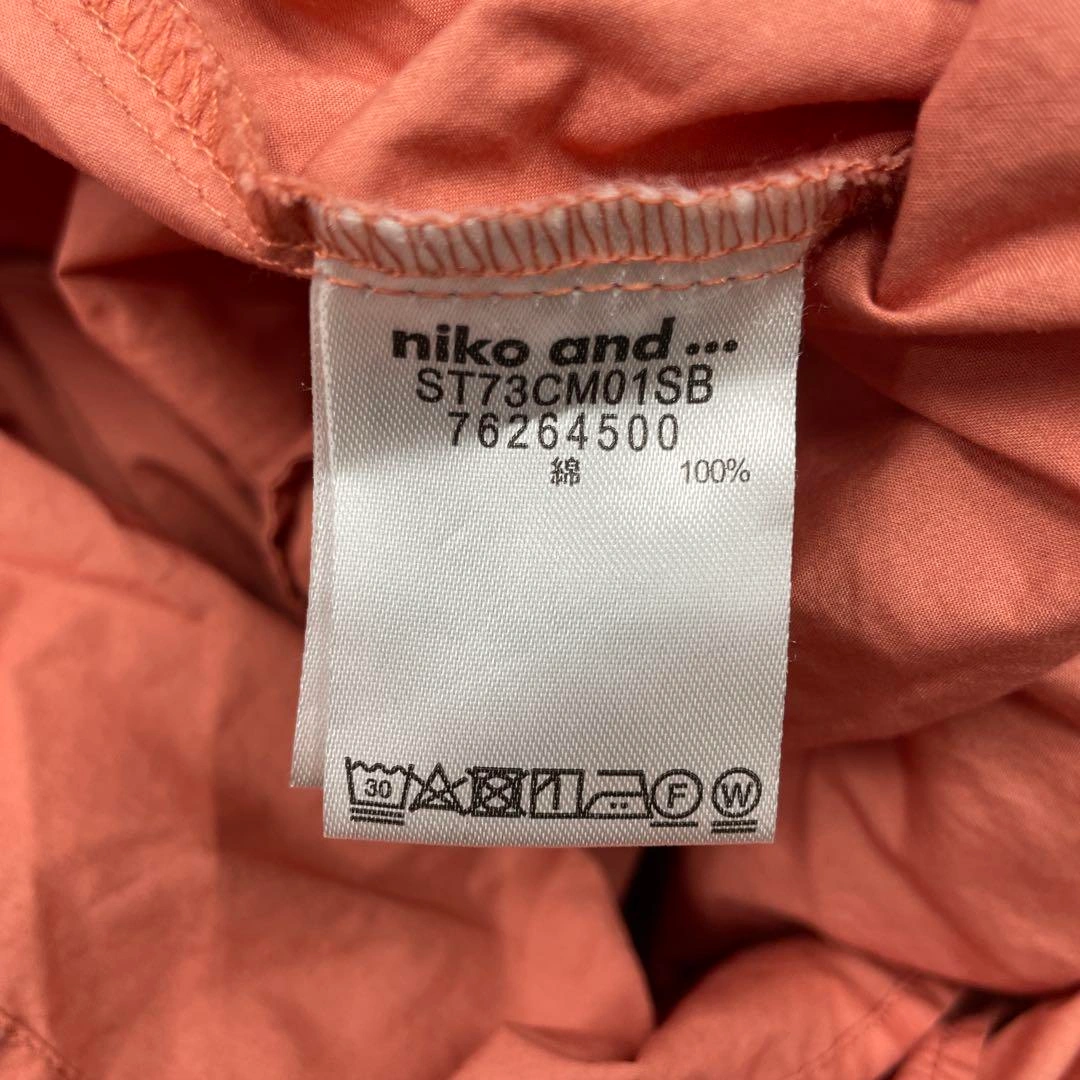 niko and ...
ST73CM01SB
76264500
綿 100%
30 F W